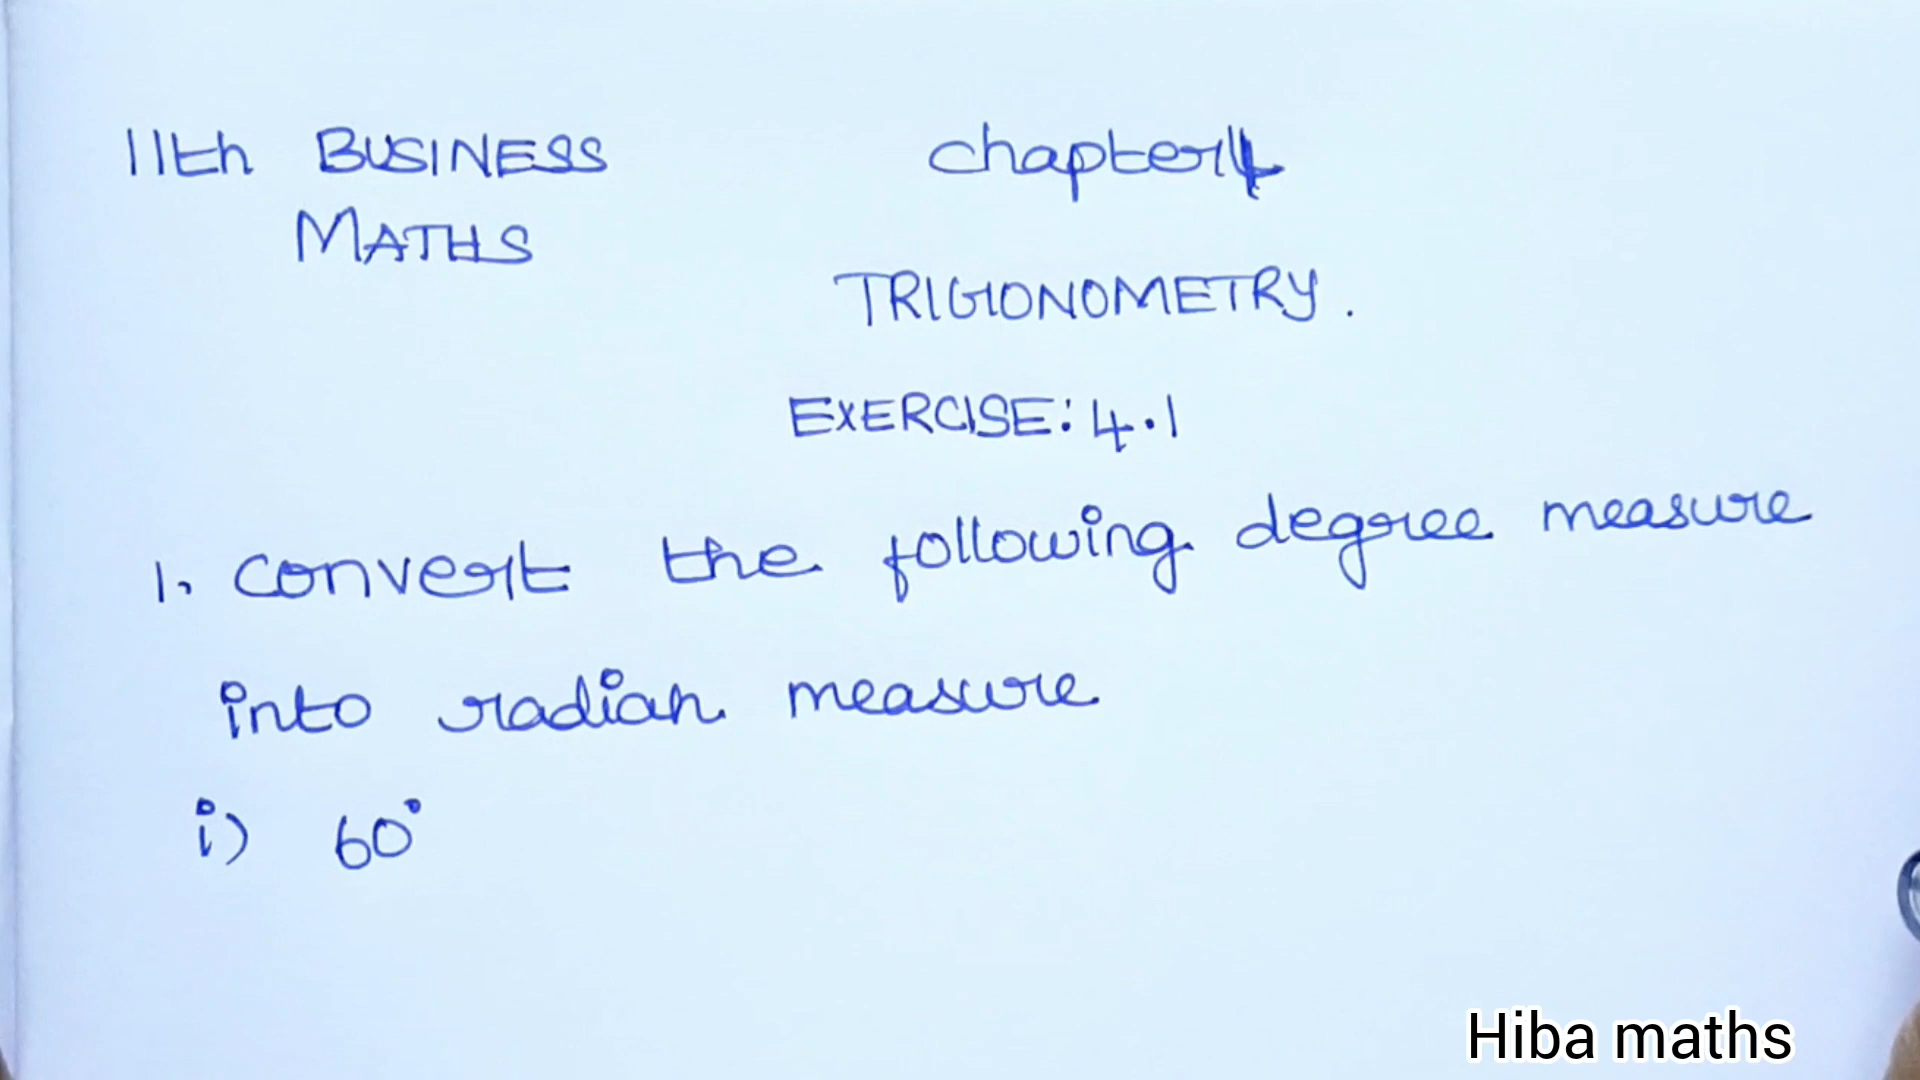 11th BUSINESS
MATHS
chapter 4
TRIGONOMETRY.
EXERCISE: 4.1
1. convert the following degree measure
into radian measure
i) 60°
Hiba maths